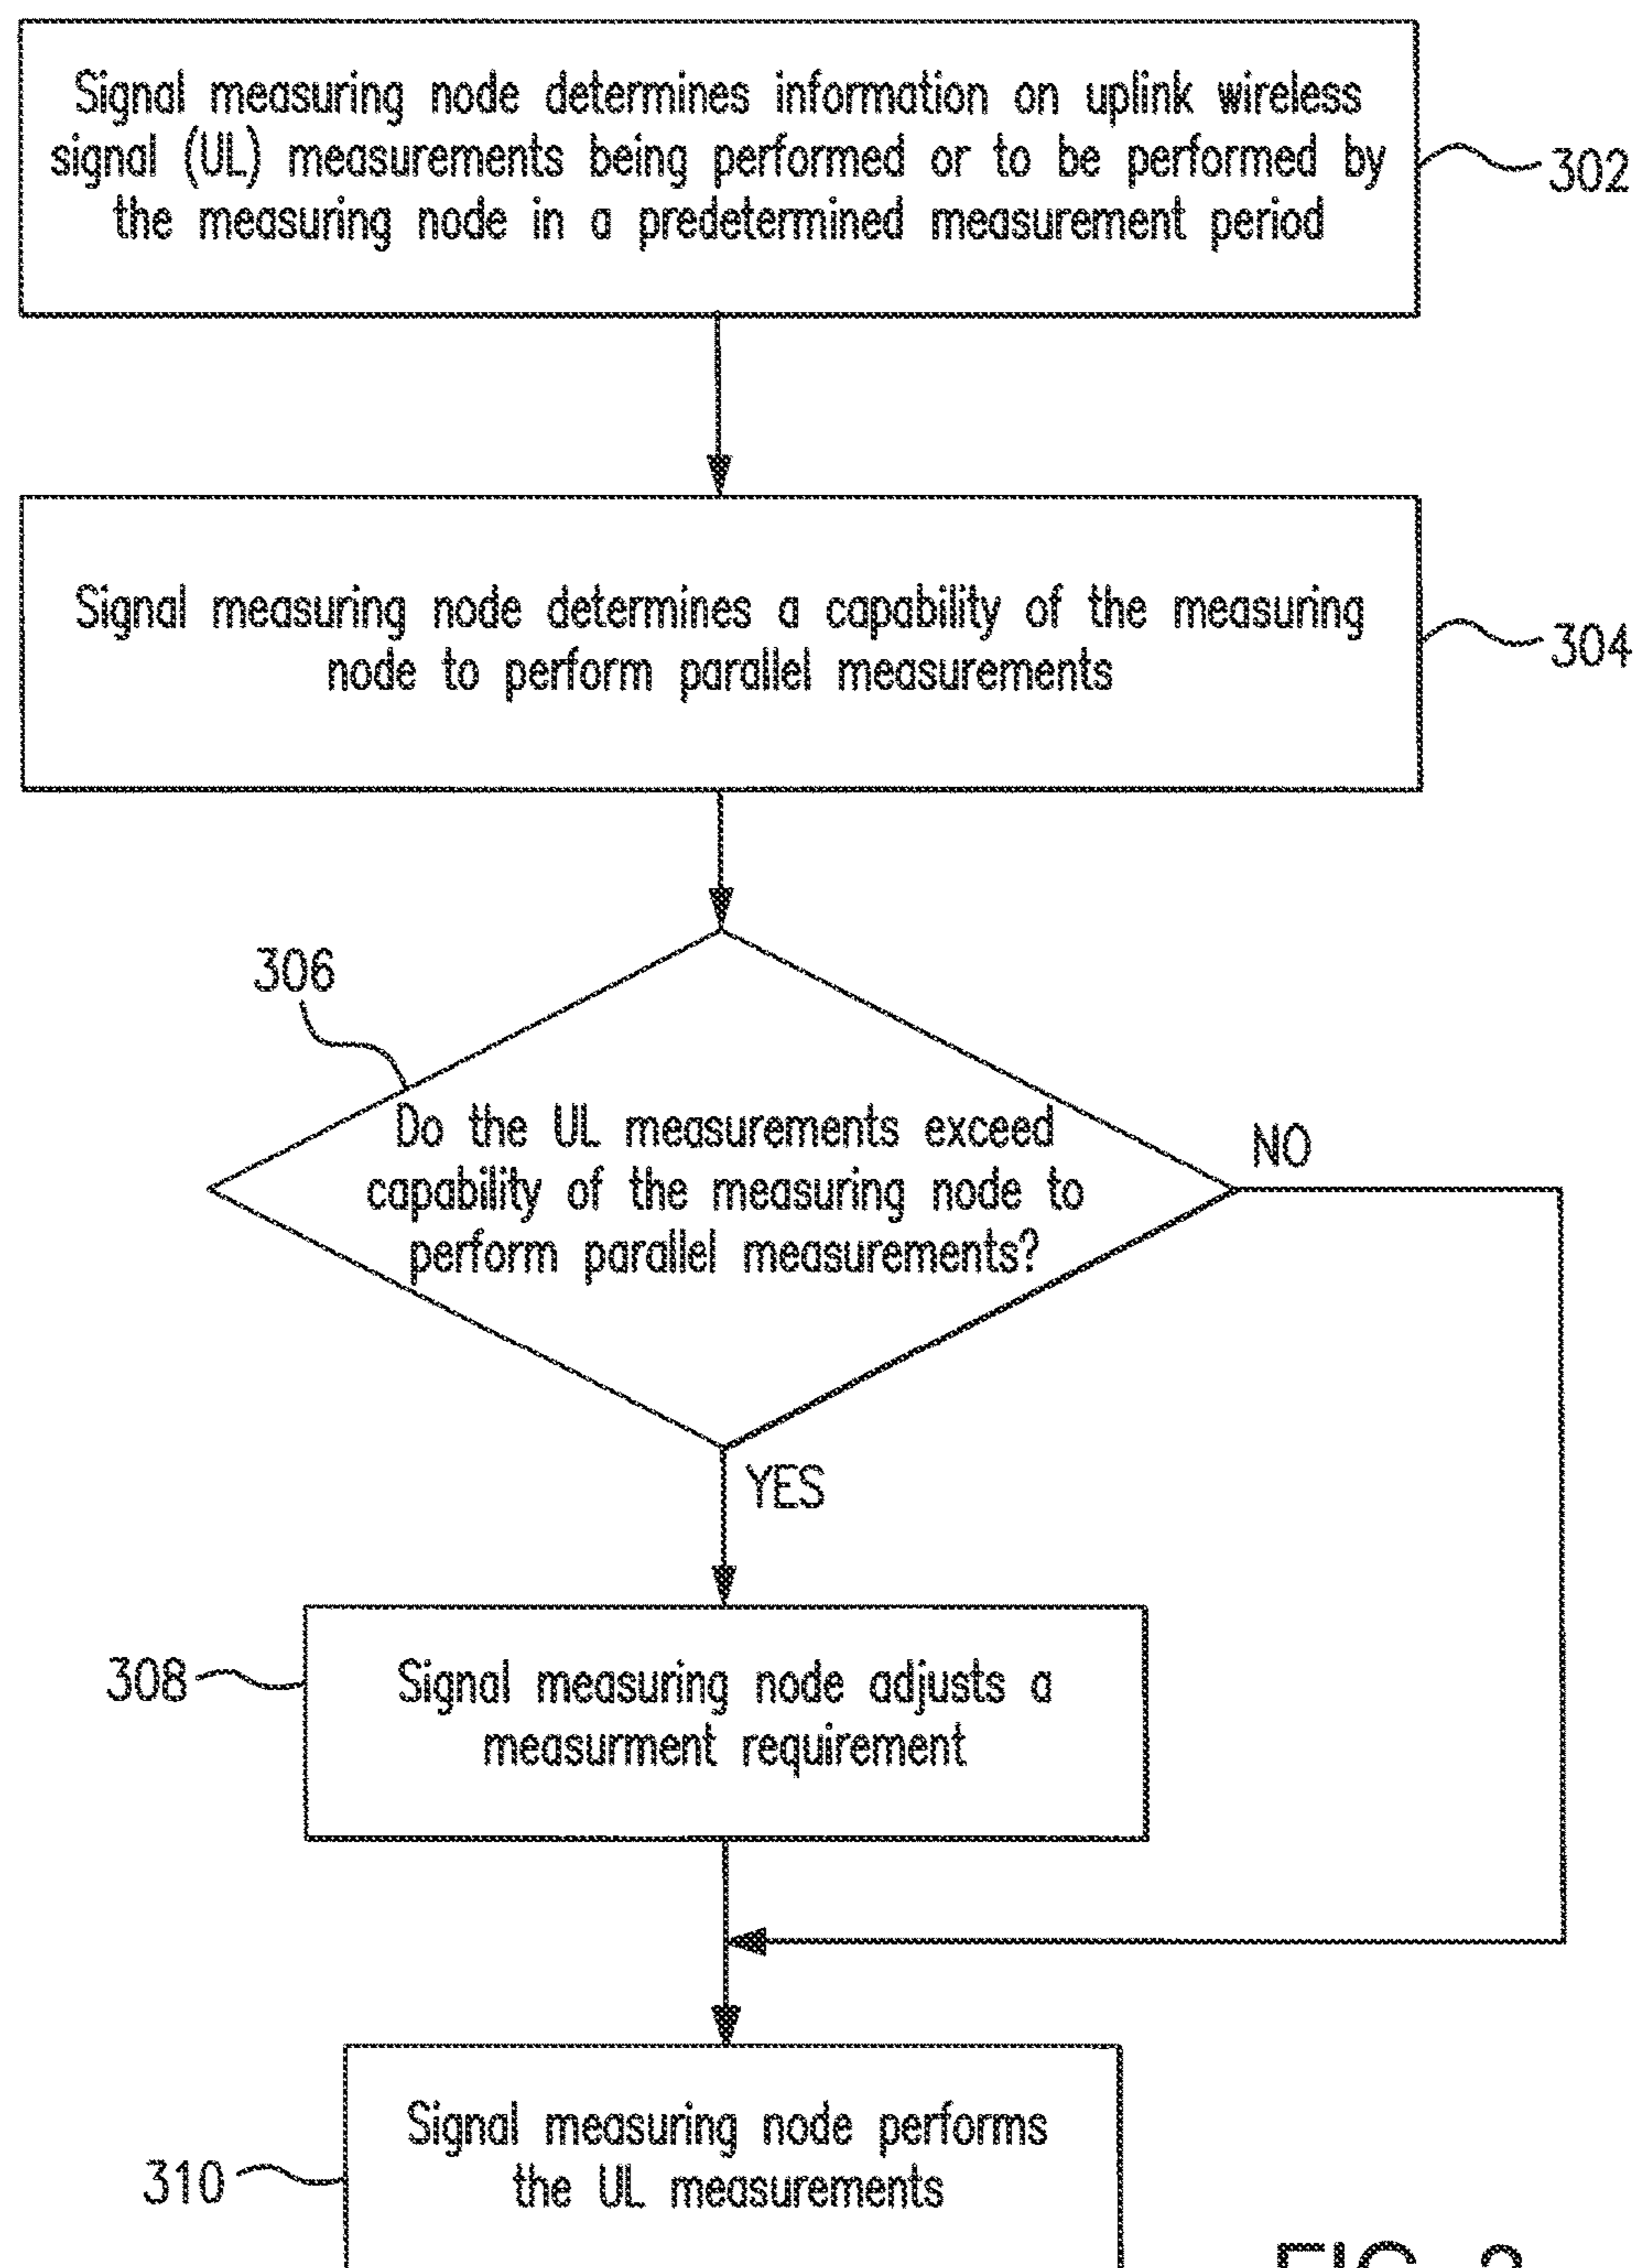 Signal measuring node determines information on uplink wireless
signal (UL) measurements being performed or to be performed by
the measuring node in a predetermined measurement period
302
Signal measuring node determines a capability of the measuring
node to perform parallel measurements
304
306
Do the UL measurements exceed
capability of the measuring node to
perform parallel measurements?
NO
YES
308
Signal measuring node adjusts a
measurment requirement
310
Signal measuring node performs
the UL measurements
FIG.